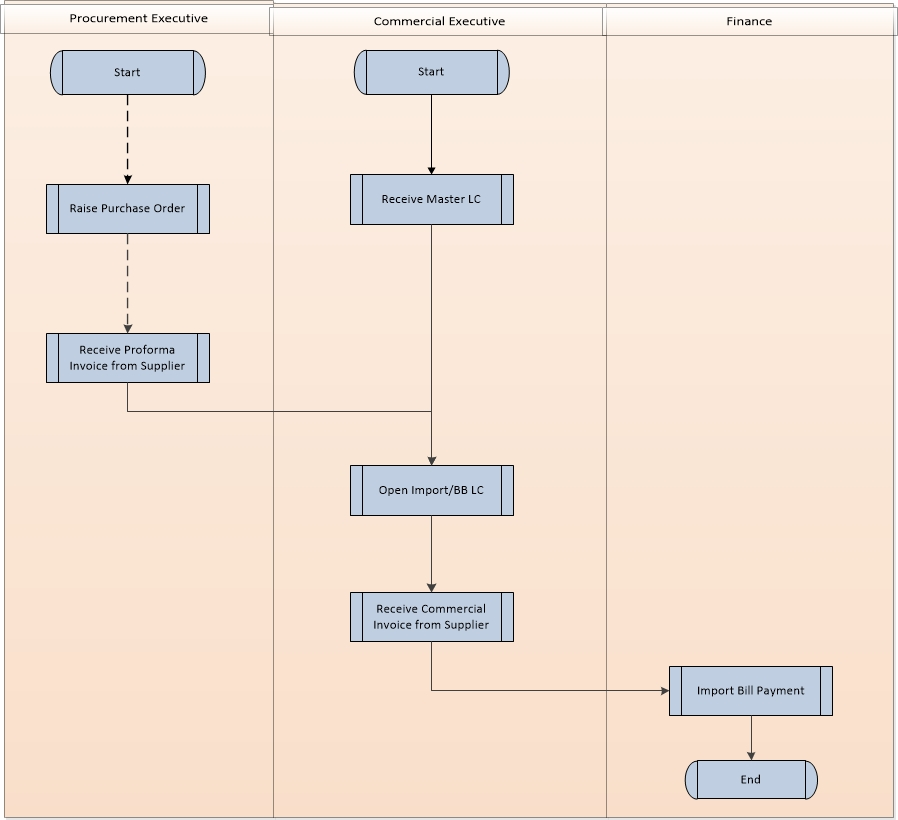 Procurement Executive
Commercial Executive
Finance
Start
Start
Raise Purchase Order
Receive Master LC
Receive Proforma
Invoice from Supplier
Open Import/BB LC
Receive Commercial
Invoice from Supplier
Import Bill Payment
End